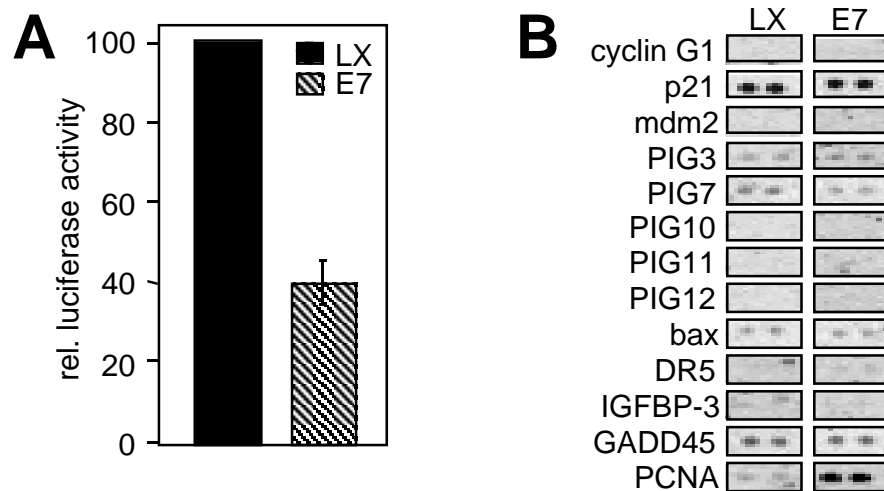 A
rel. luciferase activity
100
80
60
40
20
0
LX
E7
B
LX E7
cyclin G1
p21
mdm2
PIG3
PIG7
PIG10
PIG11
PIG12
bax
DR5
IGFBP-3
GADD45
PCNA